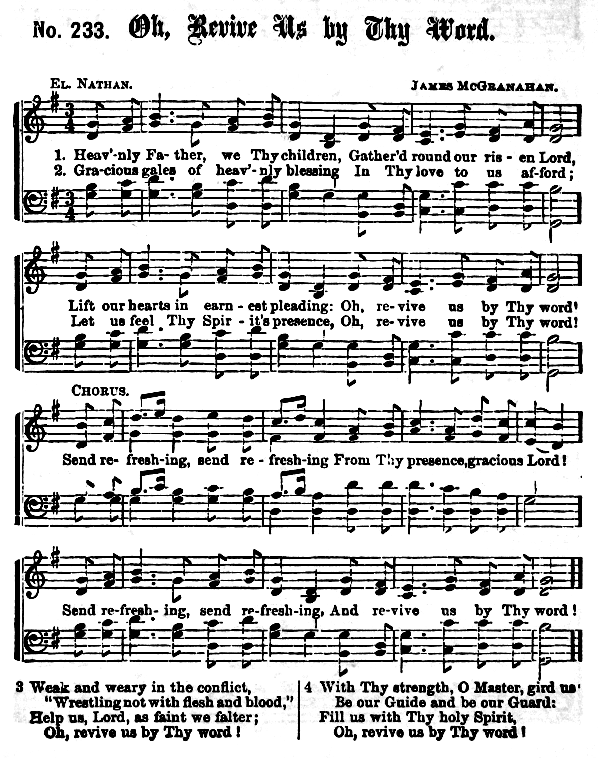 No. 233. Oh, Revive Us by Thy Word.
El. Nathan. James McGranahan.
1. Heav'-nly Fa- ther, we Thy children, Gather'd round our ris - en Lord,
2. Gra-cious gales of heav'-nly blessing In Thy love to us af-ford;
Lift our hearts in earn - est pleading: Oh, re-vive us by Thy word!
Let us feel Thy Spir - it's presence, Oh, re-vive us by Thy word!
Chorus.
Send re- fresh-ing, send re - fresh-ing From Thy presence, gracious Lord!
Send re-fresh- ing, send re-fresh-ing, And re-vive us by Thy word!
3 Weak and weary in the conflict,
"Wrestling not with flesh and blood,"
Help us, Lord, as faint we falter;
Oh, revive us by Thy word!
4 With Thy strength, O Master, gird us
Be our Guide and be our Guard:
Fill us with Thy holy Spirit,
Oh, revive us by Thy word!